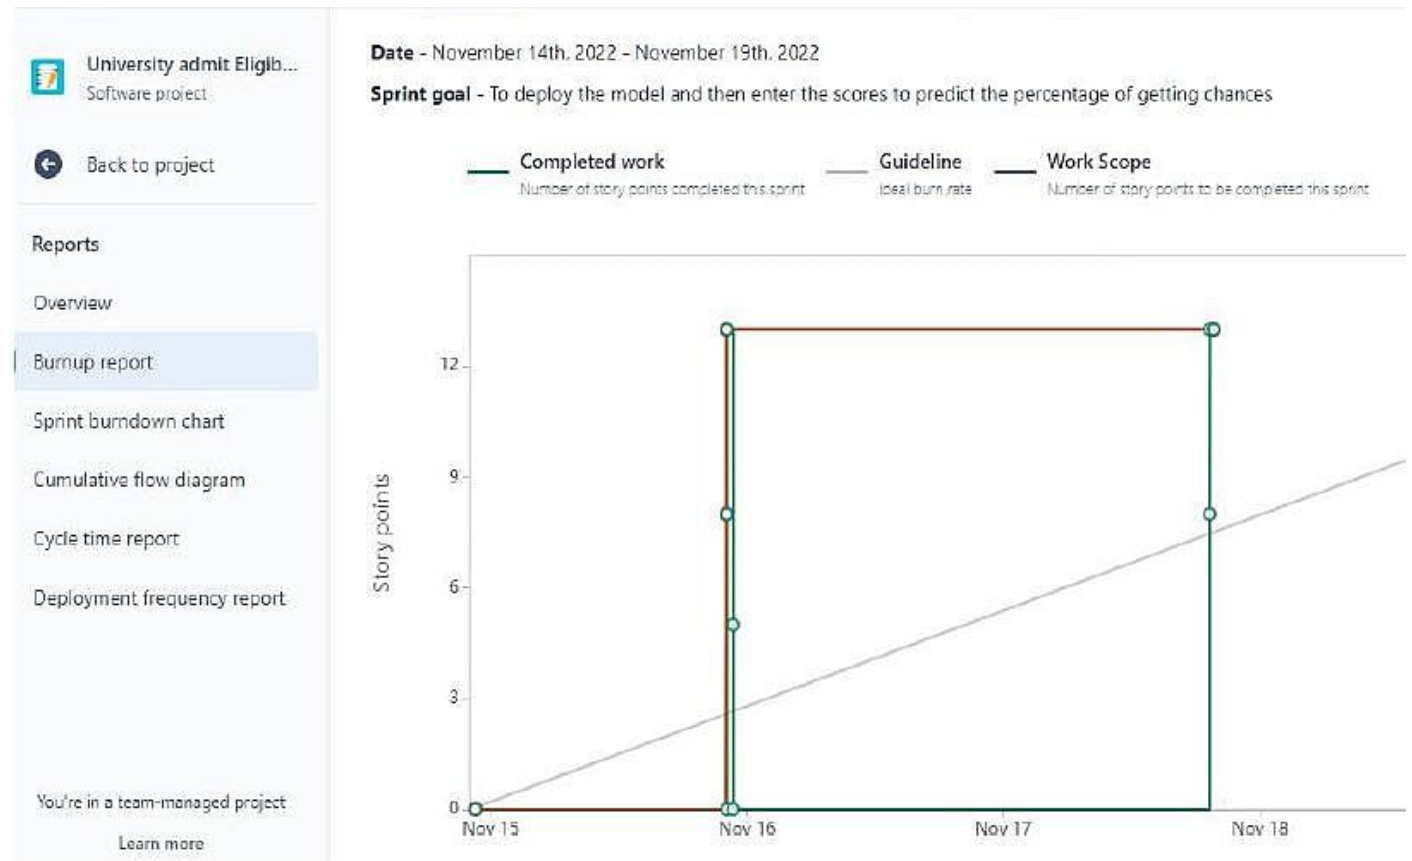 University admit Eligib...
Software project
Back to project
Reports
Overview
Burnup report
Sprint burndown chart
Cumulative flow diagram
Cycle time report
Deployment frequency report
You're in a team-managed project
Learn more
Date - November 14th, 2022 - November 19th, 2022
Sprint goal - To deploy the model and then enter the scores to predict the percentage of getting chances
Completed work
Number of story points completed this sprint
Guideline
Ideal burn rate
Work Scope
Number of story points to be completed this sprint
Story points
12
9
6
3
0
Nov 15
Nov 16
Nov 17
Nov 18